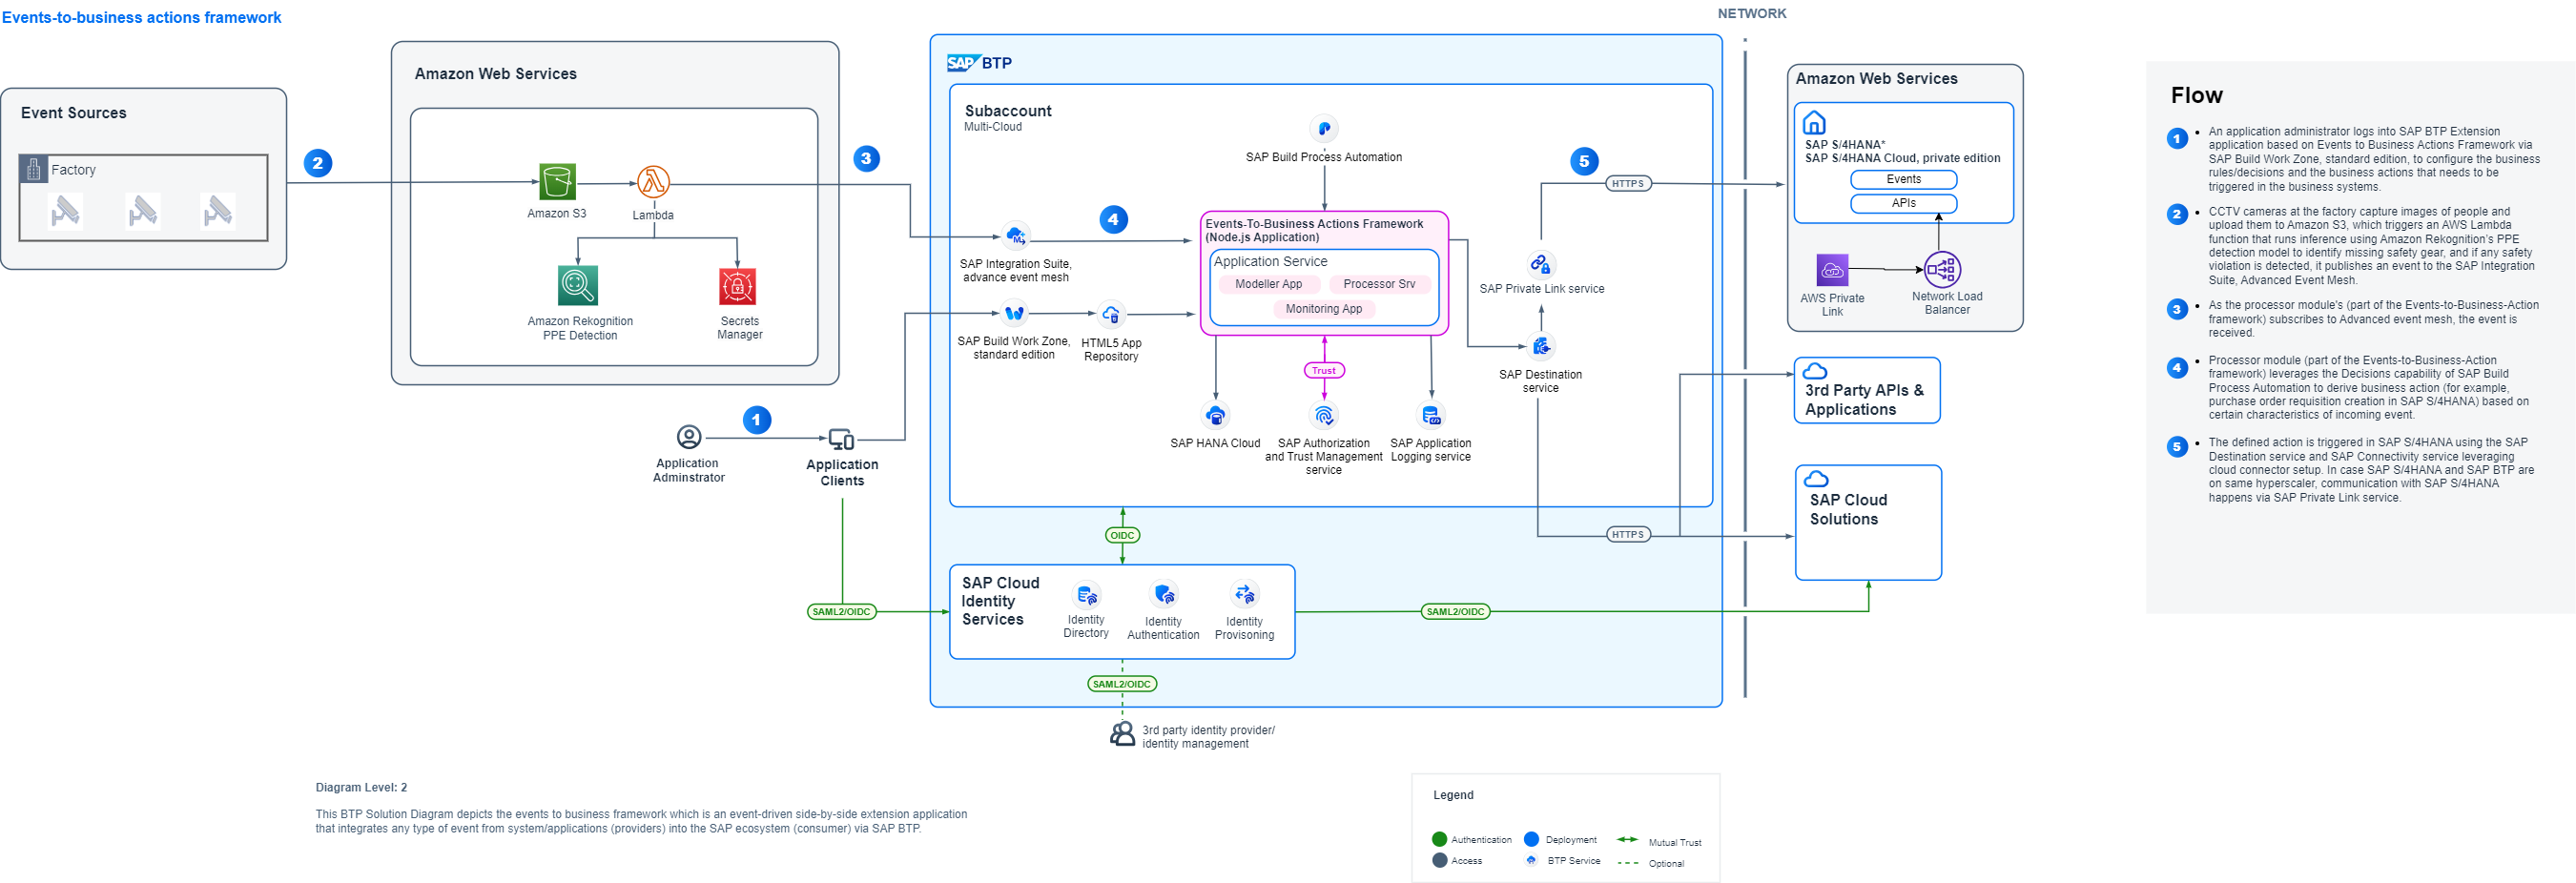 Events-to-business actions framework
NETWORK
Event Sources
Factory
Amazon Web Services
Amazon S3
Lambda
Amazon Rekognition
PPE Detection
Secrets
Manager
2
3
1
Application
Adminstrator
Application
Clients
SAP BTP
Subaccount
Multi-Cloud
SAP Build Process Automation
4
5
SAP Integration Suite,
advance event mesh
SAP Build Work Zone,
standard edition
HTML5 App
Repository
Events-To-Business Actions Framework
(Node.js Application)
Application Service
Modeller App
Processor Srv
Monitoring App
Trust
SAP HANA Cloud
SAP Authorization
and Trust Management
service
SAP Application
Logging service
SAP Private Link service
SAP Destination
service
HTTPS
HTTPS
OIDC
SAML2/OIDC
SAP Cloud
Identity
Services
Identity
Directory
Identity
Authentication
Identity
Provisoning
SAML2/OIDC
SAML2/OIDC
3rd party identity provider/
identity management
Amazon Web Services
SAP S/4HANA*
SAP S/4HANA Cloud, private edition
Events
APIs
AWS Private
Link
Network Load
Balancer
3rd Party APIs &
Applications
SAP Cloud
Solutions
Flow
1
• An application administrator logs into SAP BTP Extension
application based on Events to Business Actions Framework via
SAP Build Work Zone, standard edition, to configure the business
rules/decisions and the business actions that needs to be
triggered in the business systems.
2
• CCTV cameras at the factory capture images of people and
upload them to Amazon S3, which triggers an AWS Lambda
function that runs inference using Amazon Rekognition's PPE
detection model to identify missing safety gear, and if any safety
violation is detected, it publishes an event to the SAP Integration
Suite, Advanced Event Mesh.
3
• As the processor module's (part of the Events-to-Business-Action
framework) subscribes to Advanced event mesh, the event is
received.
4
• Processor module (part of the Events-to-Business-Action
framework) leverages the Decisions capability of SAP Build
Process Automation to derive business action (for example,
purchase order requisition creation in SAP S/4HANA) based on
certain characteristics of incoming event.
5
• The defined action is triggered in SAP S/4HANA using the SAP
Destination service and SAP Connectivity service leveraging
cloud connector setup. In case SAP S/4HANA and SAP BTP are
on same hyperscaler, communication with SAP S/4HANA
happens via SAP Private Link service.
Diagram Level: 2
This BTP Solution Diagram depicts the events to business framework which is an event-driven side-by-side extension application
that integrates any type of event from system/applications (providers) into the SAP ecosystem (consumer) via SAP BTP.
Legend
Authentication
Deployment
Mutual Trust
Access
BTP Service
Optional